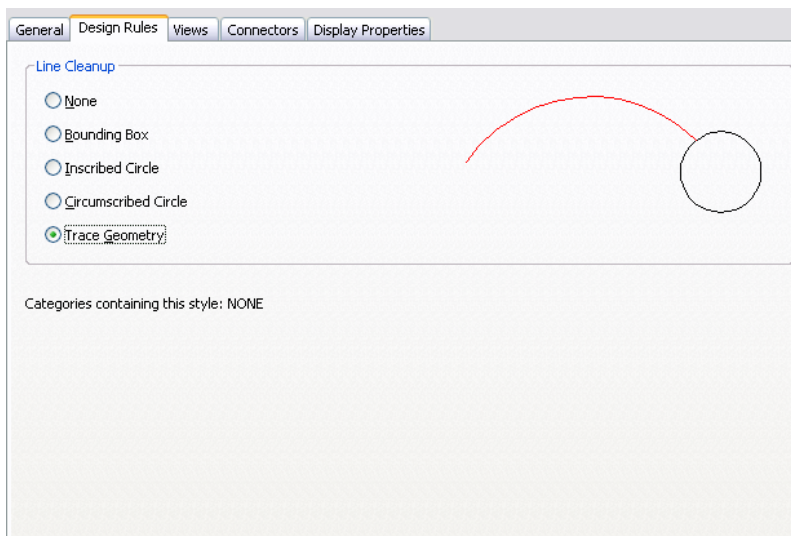 General Design Rules Views Connectors Display Properties
Line Cleanup
None
Bounding Box
Inscribed Circle
Circumscribed Circle
Trace Geometry
Categories containing this style: NONE